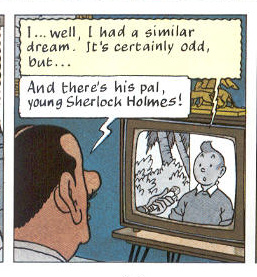 I...well, I had a similar
dream. It's certainly odd,
but...
And there's his pal,
young Sherlock Holmes!